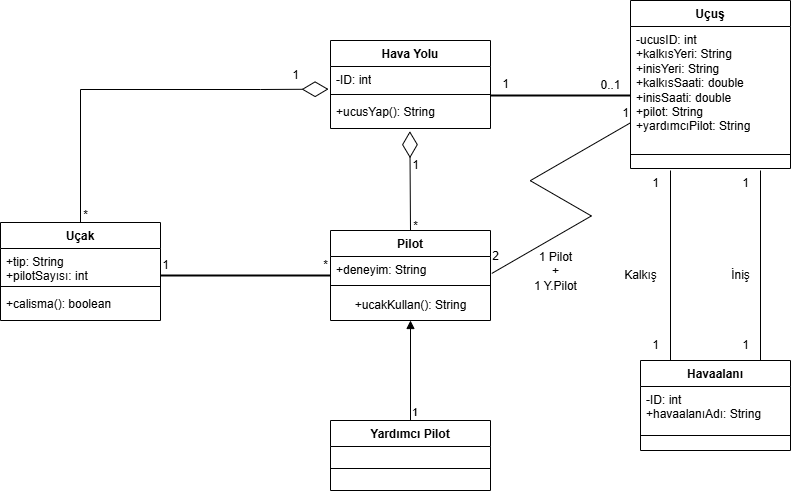 Uçuş
-ucusID: int
+kalkısYeri: String
+inisYeri: String
+kalkısSaati: double
+inisSaati: double
+pilot: String
+yardımcıPilot: String
Hava Yolu
-ID: int
+ucusYap(): String
1
1
0..1
1
1
*
*
Uçak
+tip: String
+pilotSayısı: int
+calisma(): boolean
1
*
Pilot
+deneyim: String
+ucakKullan(): String
2
1 Pilot
+
1 Y.Pilot
1
1
Kalkış
İniş
1
1
Havaalanı
-ID: int
+havaalanıAdı: String
1
Yardımcı Pilot